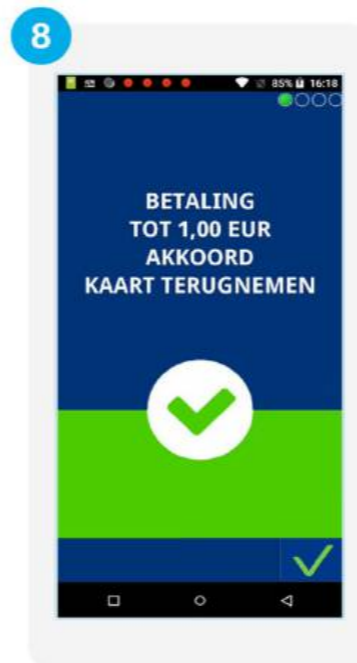 8
85% 16:18
BETALING
TOT 1,00 EUR
AKKOORD
KAART TERUGNEMEN